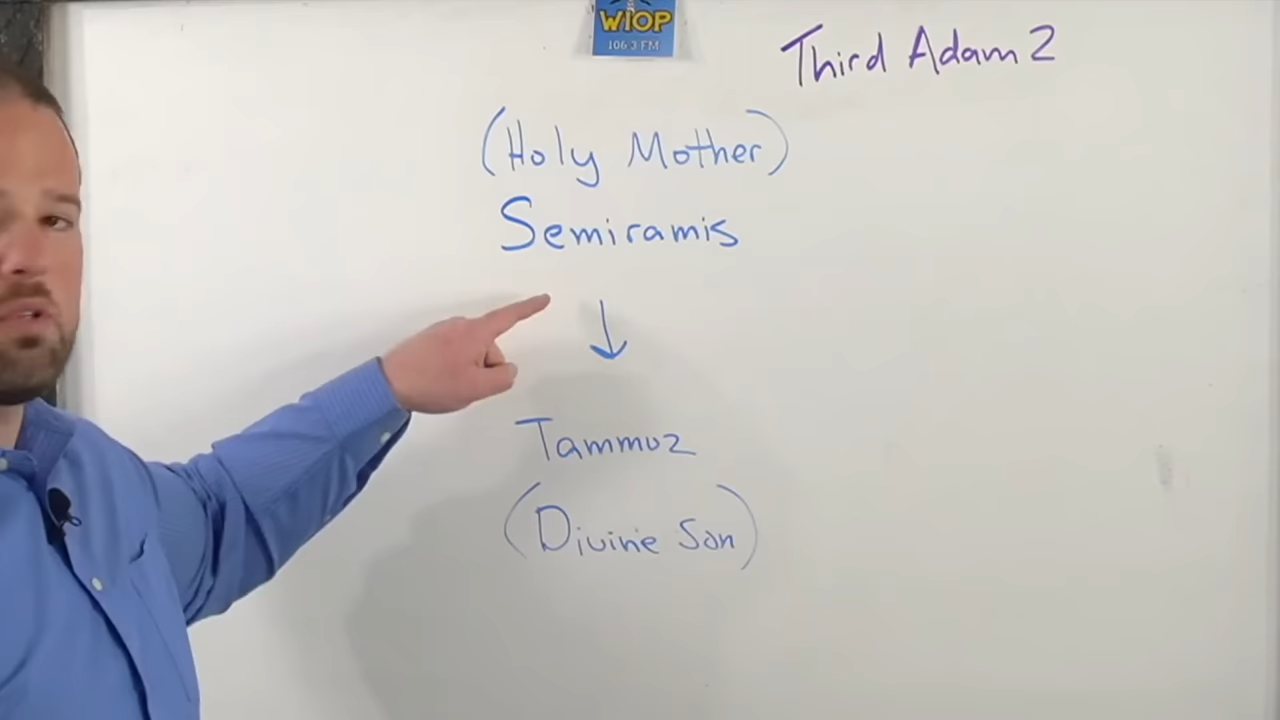 WIOP
106.3 FM
Third Adam 2
(Holy Mother)
Semiramis
Tammuz
(Divine Son)